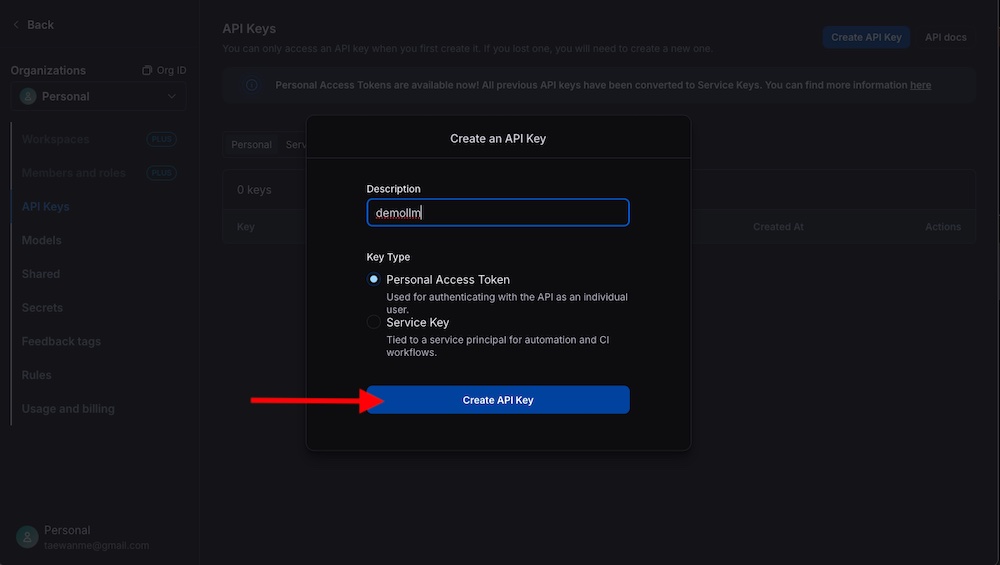 Back
API Keys
You can only access an API key when you first create it. If you lost one, you will need to create a new one.
Create API Key
API docs
Organizations
Org ID
Personal
Personal Access Tokens are available now! All previous API keys have been converted to Service Keys. You can find more information here
Workspaces
PLUS
Members and roles
PLUS
API Keys
Models
Shared
Secrets
Feedback tags
Rules
Usage and billing
Personal
Serv
0 keys
Key
Created At
Actions
Create an API Key
Description
demollm
Key Type
Personal Access Token
Used for authenticating with the API as an individual
user.
Service Key
Tied to a service principal for automation and CI
workflows.
Create API Key
Personal
taewanme@gmail.com